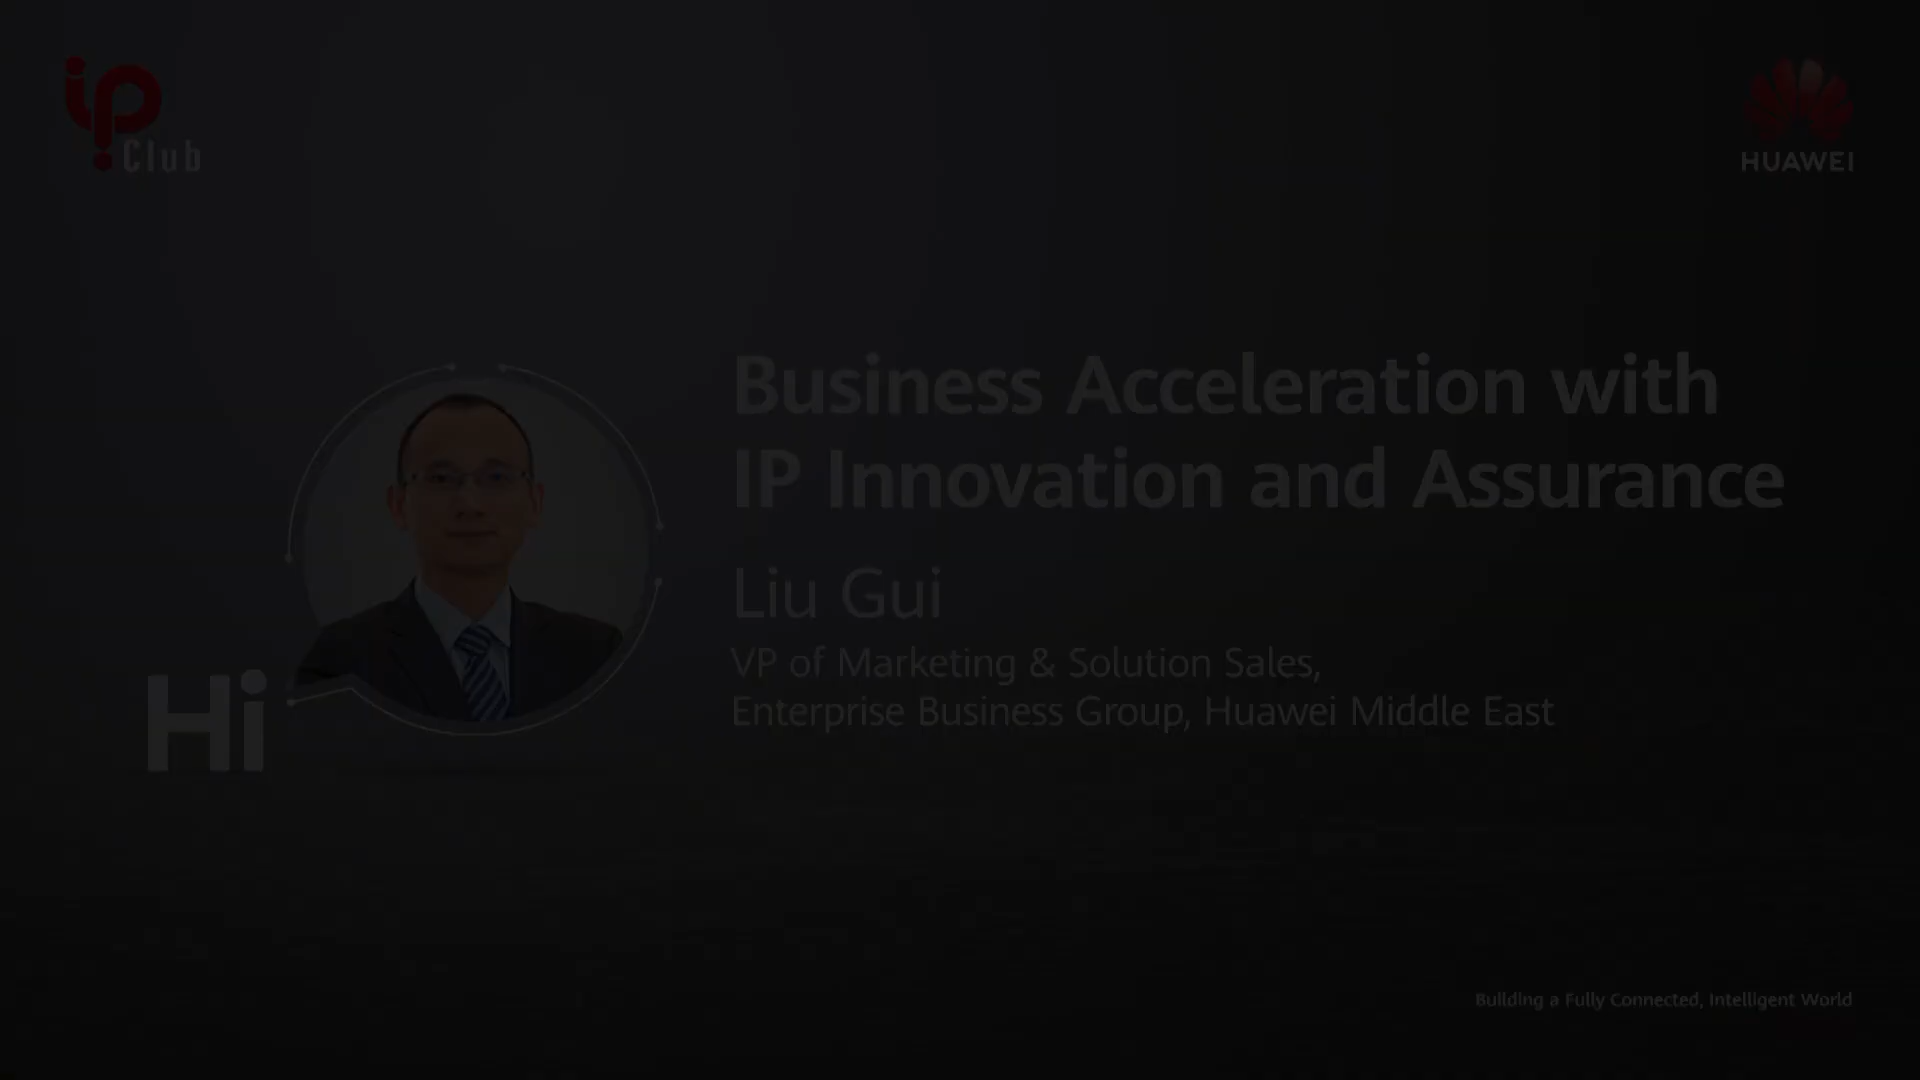 ip
Club
HUAWEI
Business Acceleration with
IP Innovation and Assurance
Liu Gui
VP of Marketing & Solution Sales,
Enterprise Business Group, Huawei Middle East
Hi
Building a Fully Connected, Intelligent World